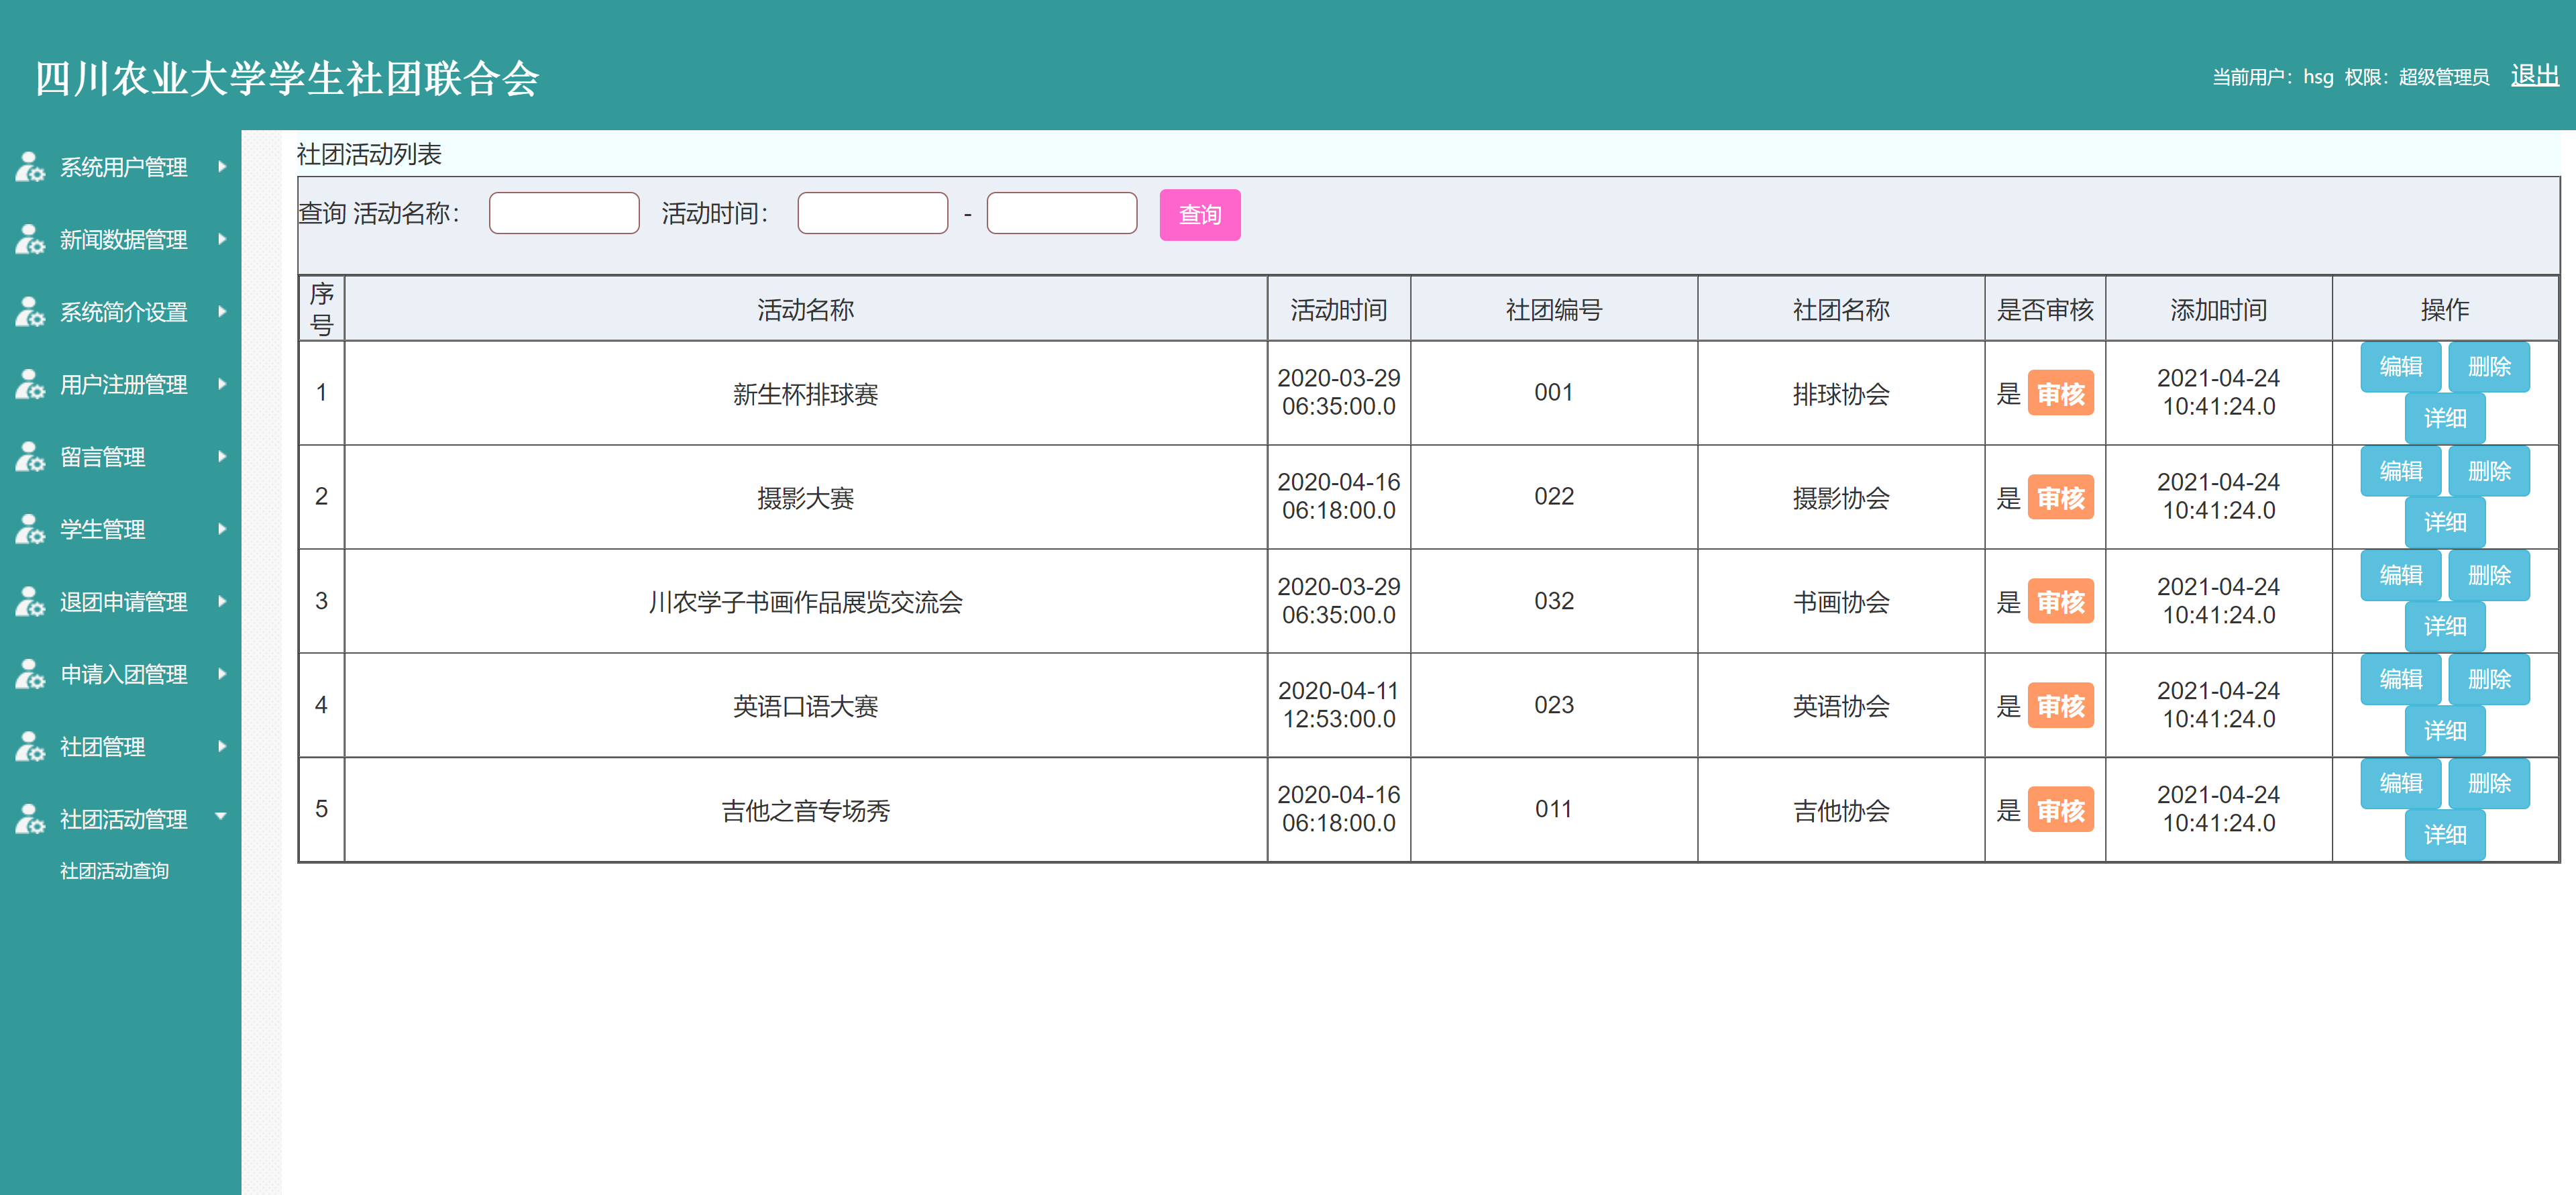 四川农业大学学生社团联合会
当前用户：hsg 权限：超级管理员 退出
系统用户管理
新闻数据管理
系统简介设置
用户注册管理
留言管理
学生管理
退团申请管理
申请入团管理
社团管理
社团活动管理
社团活动查询
社团活动列表
查询 活动名称： 活动时间： - 查询
序号 活动名称 活动时间 社团编号 社团名称 是否审核 添加时间 操作
1 新生杯排球赛 2020-03-29 06:35:00.0 001 排球协会 是 审核 2021-04-24 10:41:24.0 编辑 删除 详细
2 摄影大赛 2020-04-16 06:18:00.0 022 摄影协会 是 审核 2021-04-24 10:41:24.0 编辑 删除 详细
3 川农学子书画作品展览交流会 2020-03-29 06:35:00.0 032 书画协会 是 审核 2021-04-24 10:41:24.0 编辑 删除 详细
4 英语口语大赛 2020-04-11 12:53:00.0 023 英语协会 是 审核 2021-04-24 10:41:24.0 编辑 删除 详细
5 吉他之音专场秀 2020-04-16 06:18:00.0 011 吉他协会 是 审核 2021-04-24 10:41:24.0 编辑 删除 详细